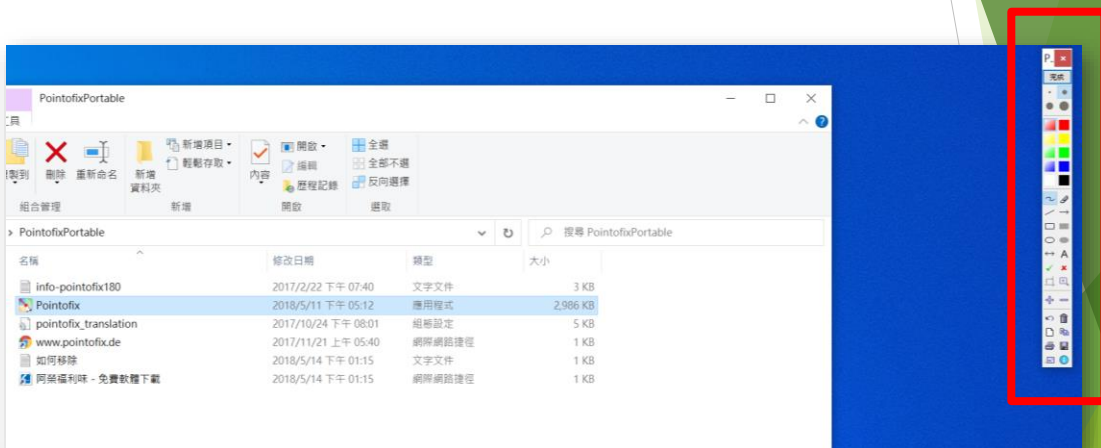 P. ×
完成
PointofixPortable
工具
全選
新增項目
開啟
輕鬆存取
編輯
全部不選
複製到
刪除
重新命名
新增
資料夾
內容
歷程記錄
反向選擇
組合管理
新增
開啟
選取
> PointofixPortable
搜尋 PointofixPortable
名稱 修改日期 類型 大小
info-pointofix180 2017/2/22 下午 07:40 文字文件 3 KB
Pointofix 2018/5/11 下午 05:12 應用程式 2,986 KB
pointofix_translation 2017/10/24 下午 08:01 組態設定 5 KB
www.pointofix.de 2017/11/21 上午 05:40 網際網路捷徑 1 KB
如何移除 2018/5/14 下午 01:15 文字文件 1 KB
阿榮福利味 - 免費軟體下載 2018/5/14 下午 01:15 網際網路捷徑 1 KB
A